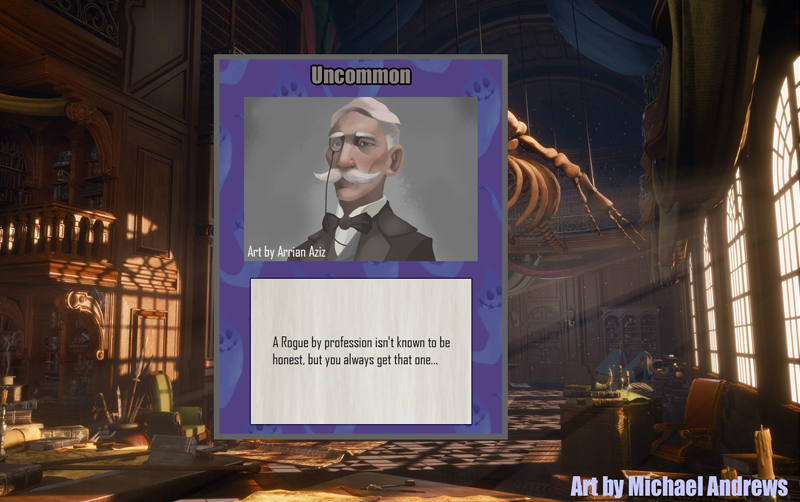 Uncommon
Art by Arrian Aziz
A Rogue by profession isn't known to be
honest, but you always get that one...
Art by Michael Andrews